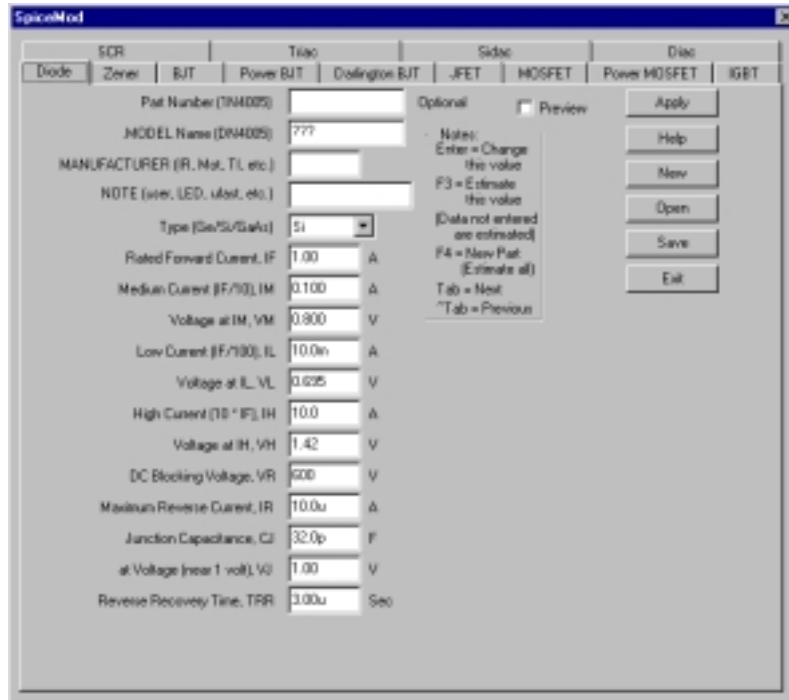 SpiceMod
SCR Triac Sidac Diac
Diode Zener BJT Power BJT Darlington BJT JFET MOSFET Power MOSFET IGBT
Part Number (1N4005) Optional Preview Apply
.MODEL Name (DN4005) ??? Notes: Help
Enter = Change
this value
MANUFACTURER (IR, Mot, TI, etc.) New
F3 = Estimate
this value
NOTE (user, LED, ufast, etc.) Open
(Data not entered
are estimated)
Type (Ge/Si/GaAs) Si Save
F4 = New Part
(Estimate all)
Rated Forward Current, IF 1.00 A Exit
Tab = Next
Medium Current (IF/10), IM 0.100 A
^Tab = Previous
Voltage at IM, VM 0.800 V
Low Current (IF/100), IL 10.0m A
Voltage at IL, VL 0.695 V
High Current (10 * IF), IH 10.0 A
Voltage at IH, VH 1.42 V
DC Blocking Voltage, VR 600 V
Maximum Reverse Current, IR 10.0u A
Junction Capacitance, CJ 32.0p F
at Voltage (near 1 volt), VJ 1.00 V
Reverse Recovery Time, TRR 3.00u Sec